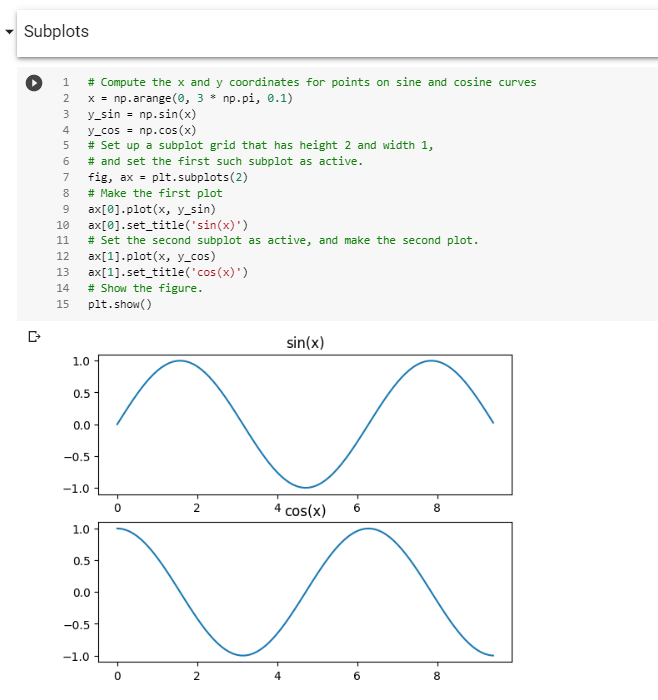 Subplots
1 # Compute the x and y coordinates for points on sine and cosine curves
2 x = np.arange(0, 3 * np.pi, 0.1)
3 y_sin = np.sin(x)
4 y_cos = np.cos(x)
5 # Set up a subplot grid that has height 2 and width 1,
6 # and set the first such subplot as active.
7 fig, ax = plt.subplots(2)
8 # Make the first plot
9 ax[0].plot(x, y_sin)
10 ax[0].set_title('sin(x)')
11 # Set the second subplot as active, and make the second plot.
12 ax[1].plot(x, y_cos)
13 ax[1].set_title('cos(x)')
14 # Show the figure.
15 plt.show()
sin(x)
1.0
0.5
0.0
−0.5
−1.0
0 2 4 6 8
cos(x)
1.0
0.5
0.0
−0.5
−1.0
0 2 4 6 8